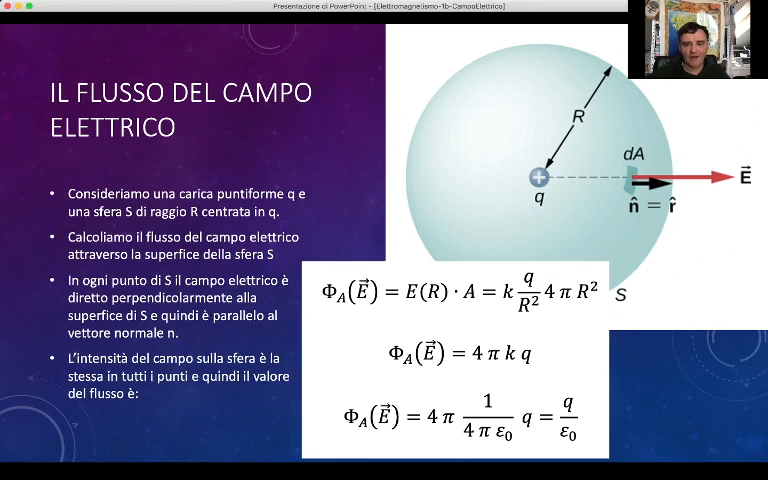 Presentazione di PowerPoint - [Elettromagnetismo-1b-CampoElettrico]
IL FLUSSO DEL CAMPO
ELETTRICO
• Consideriamo una carica puntiforme q e
una sfera S di raggio R centrata in q.
• Calcoliamo il flusso del campo elettrico
attraverso la superfice della sfera S
• In ogni punto di S il campo elettrico è
diretto perpendicolarmente alla
superfice di S e quindi è parallelo al
vettore normale n.
• L'intensità del campo sulla sfera è la
stessa in tutti i punti e quindi il valore
del flusso è:
R
dA
E⃗
+
q
n̂ = r̂
S
Φ_A(E⃗) = E(R) · A = k q/R² 4 π R²
Φ_A(E⃗) = 4 π k q
Φ_A(E⃗) = 4 π 1/(4 π ε₀) q = q/ε₀